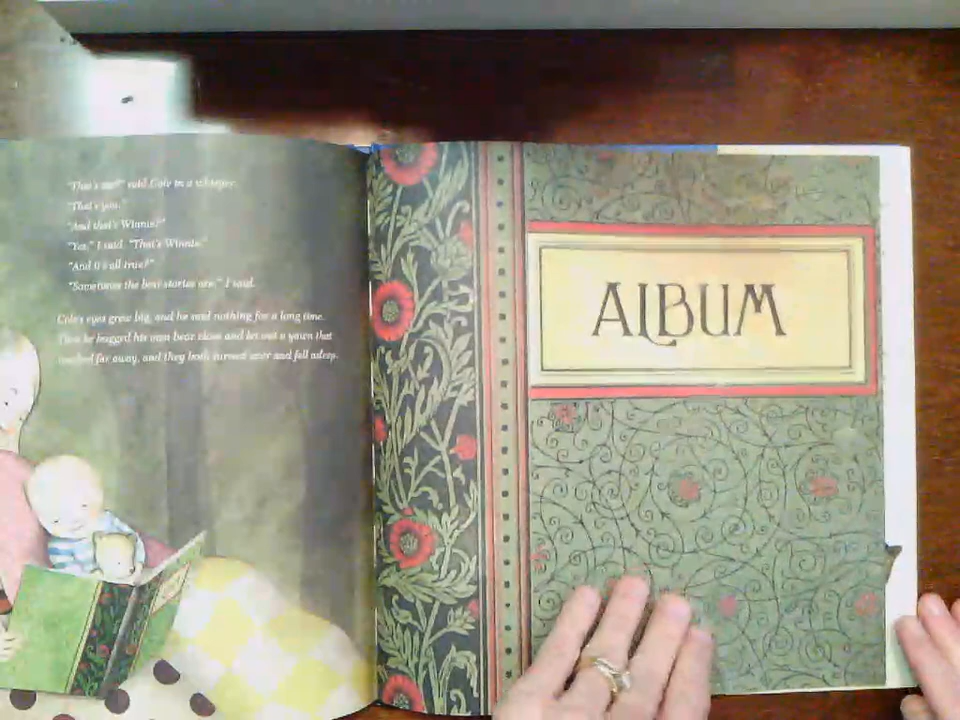 "That's me?" said Cole in a whisper.
"That's you."
"And that's Winnie?"
"Yes," I said. "That's Winnie."
"And it's all true?"
"Sometimes the best stories are," I said.
Cole's eyes grew big, and he said nothing for a long time.
Then he hugged his own bear close and let out a yawn that
reached far away, and they both turned over and fell asleep.
ALBUM